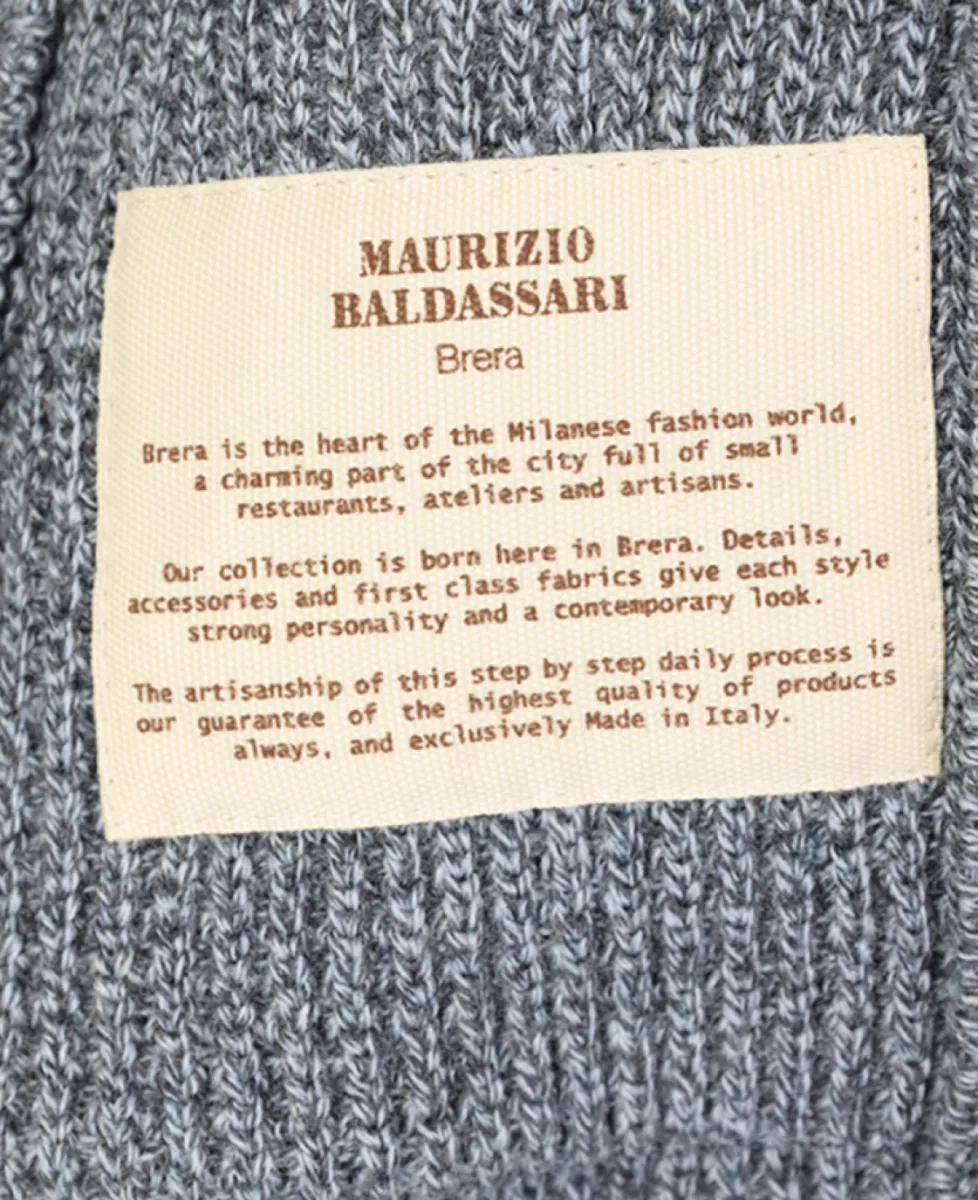 MAURIZIO
BALDASSARI
Brera
Brera is the heart of the Milanese fashion world,
a charming part of the city full of small
restaurants, ateliers and artisans.
Our collection is born here in Brera. Details,
accessories and first class fabrics give each style
strong personality and a contemporary look.
The artisanship of this step by step daily process is
our guarantee of the highest quality of products
always, and exclusively Made in Italy.